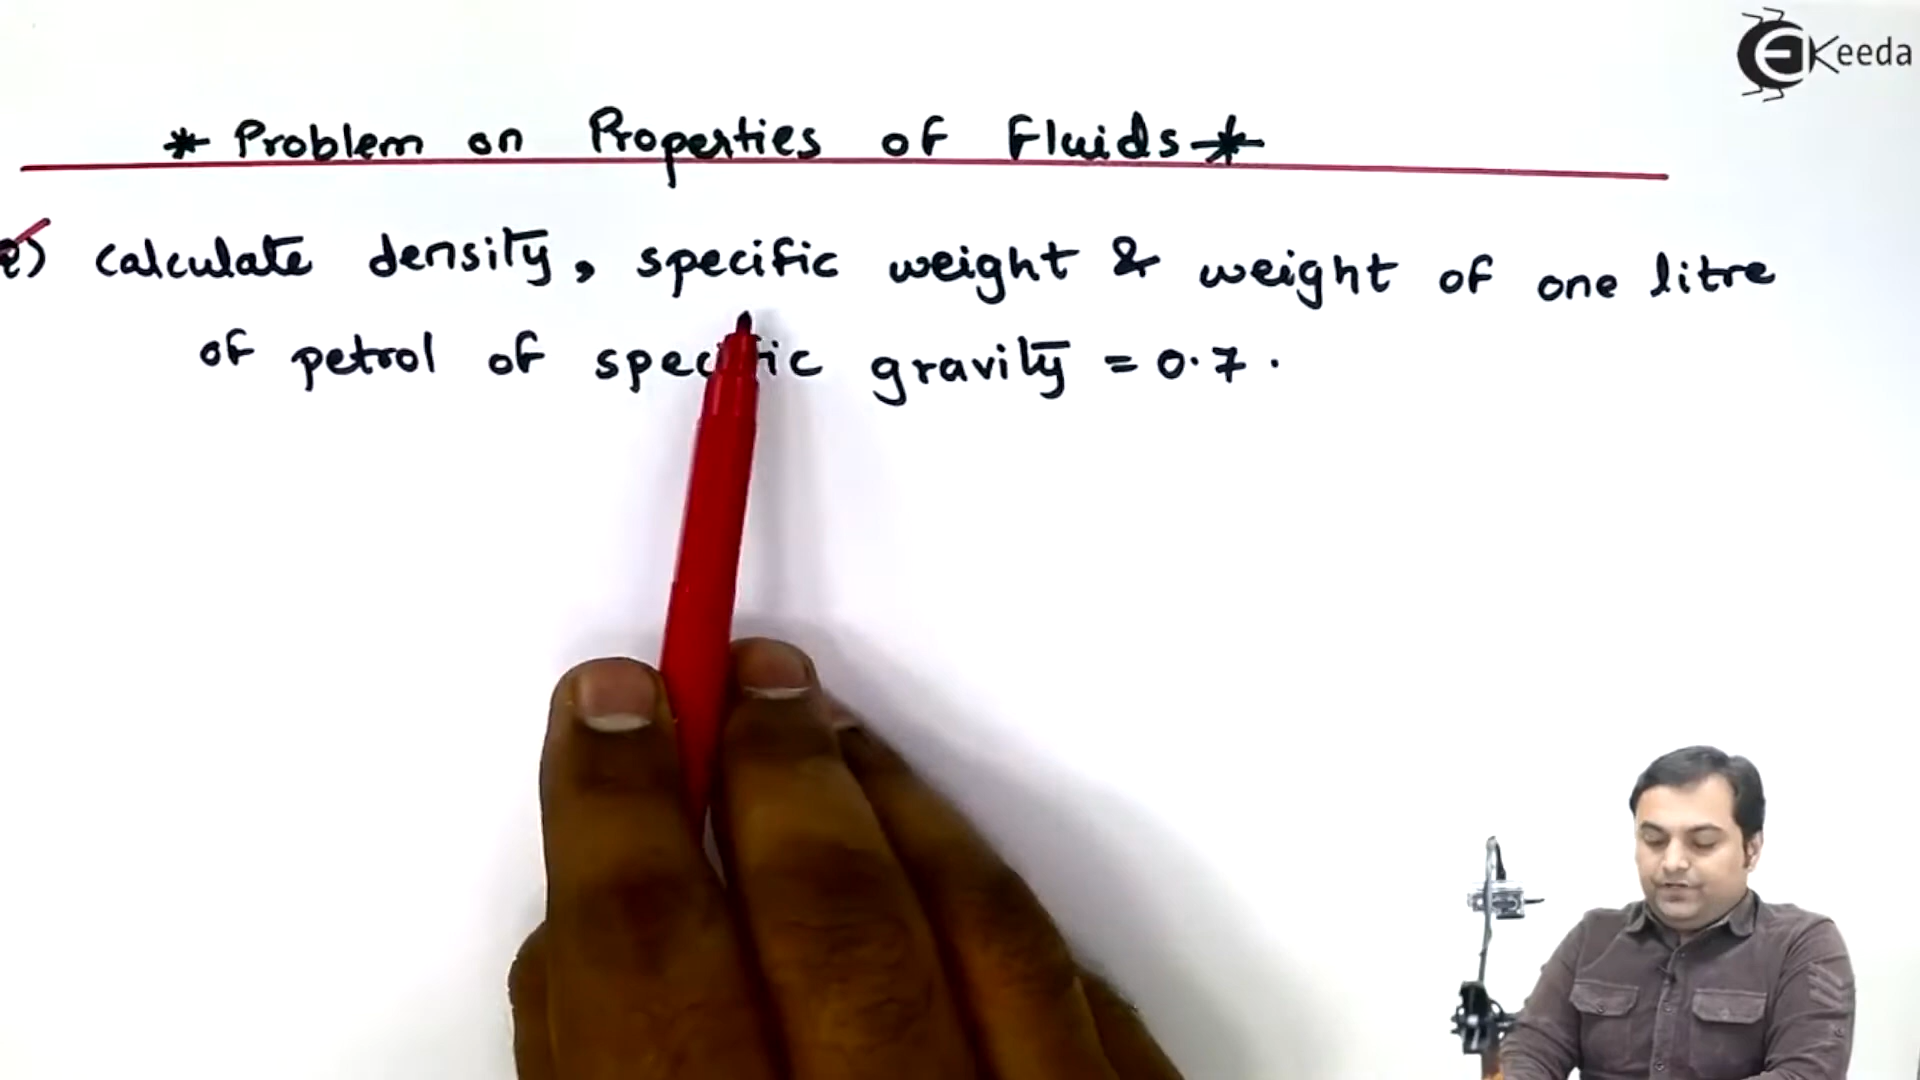 Keeda
* Problem on Properties of Fluids *
calculate density, specific weight & weight of one litre
of petrol of specific gravity = 0.7.